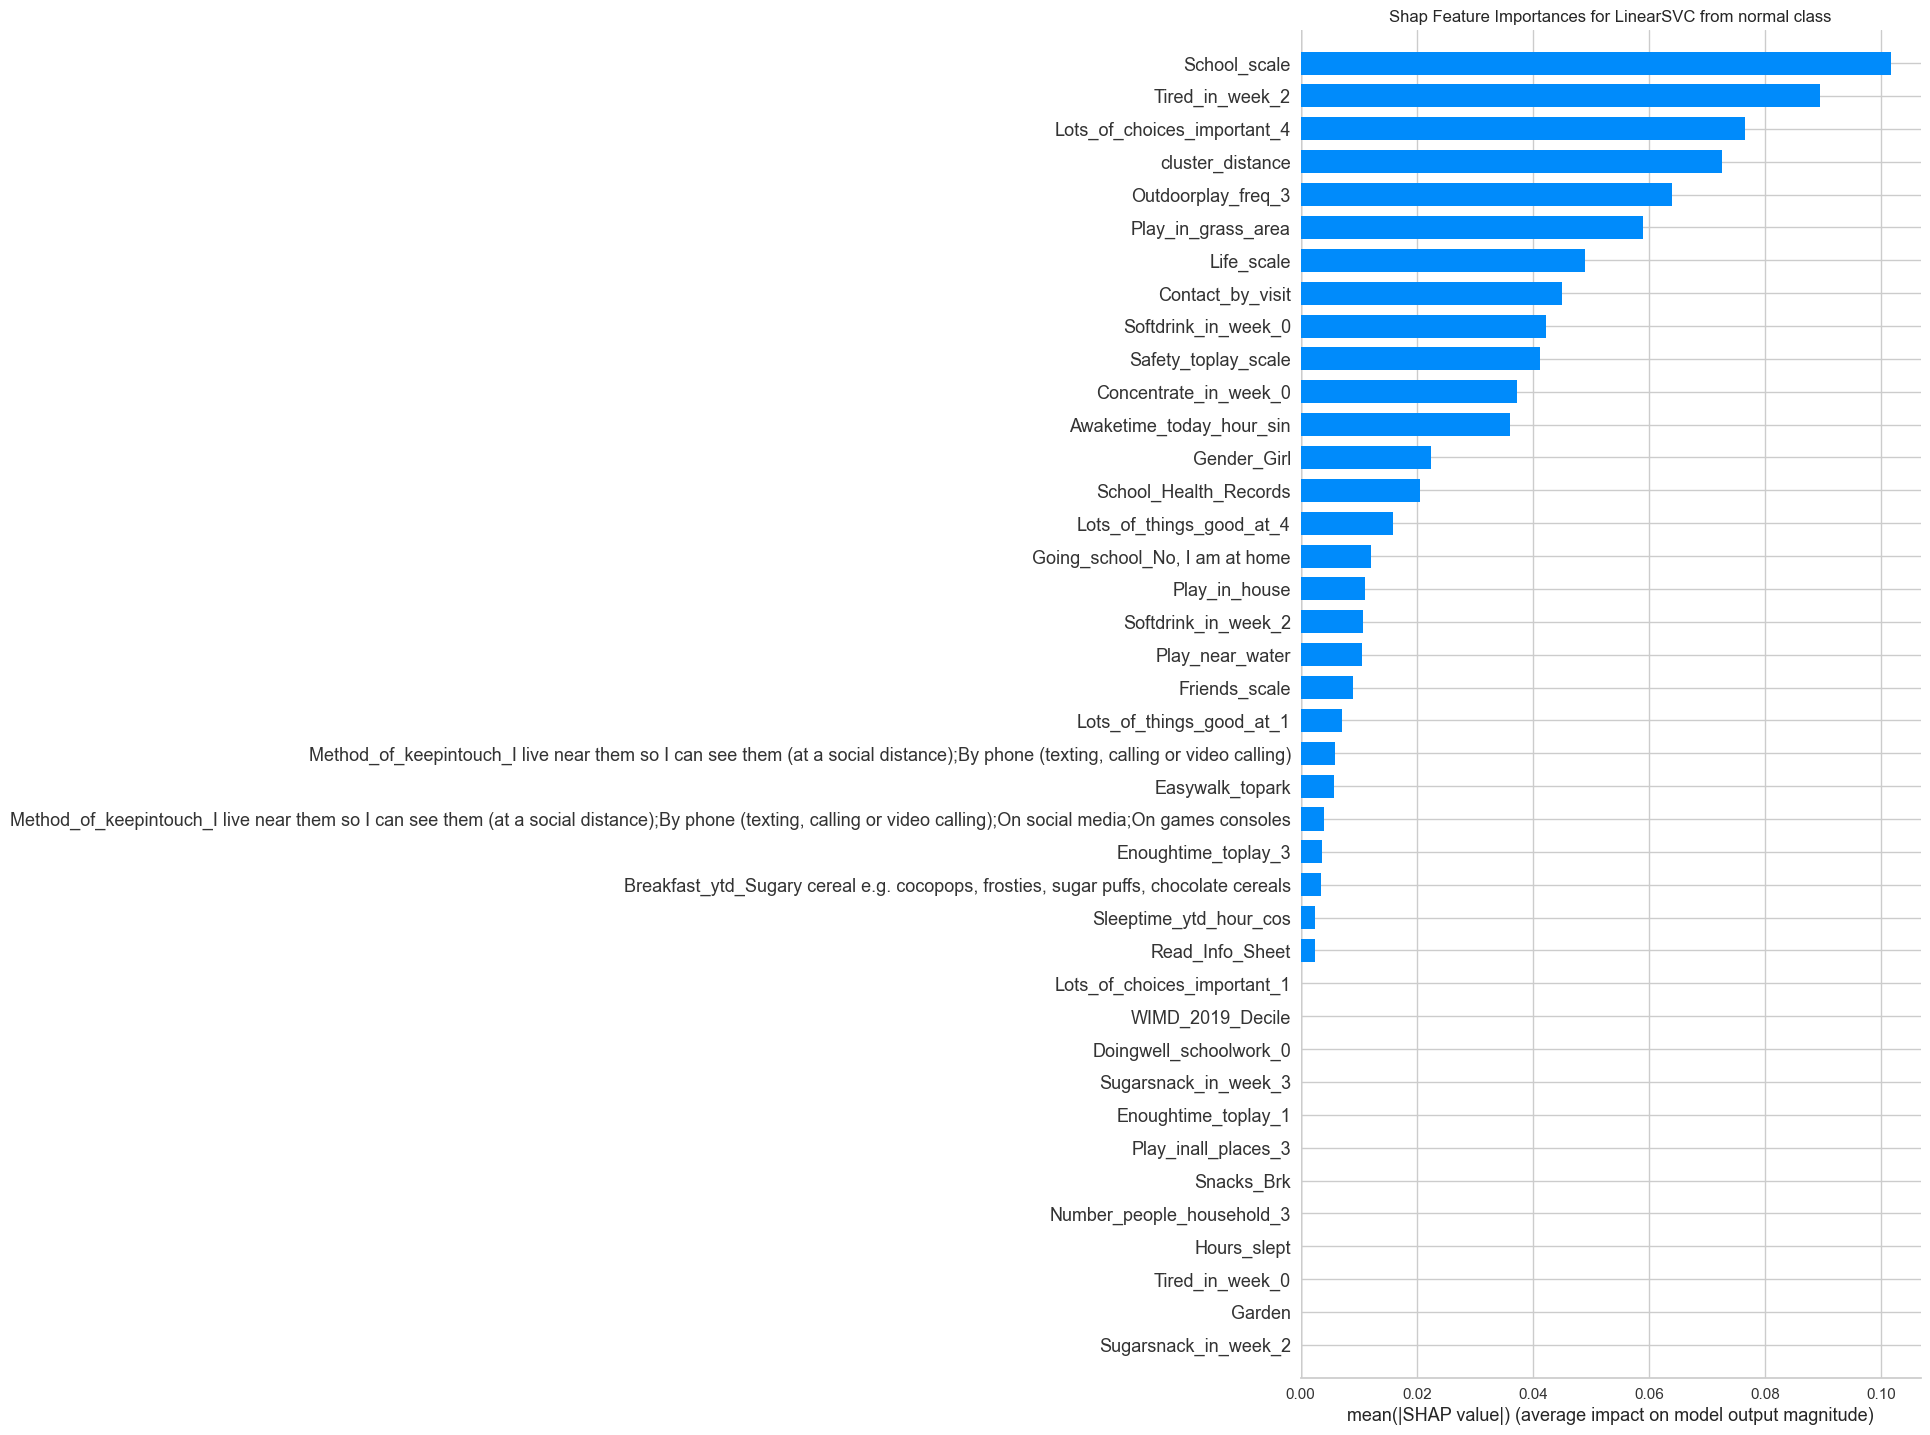 Shap Feature Importances for LinearSVC from normal class
School_scale
Tired_in_week_2
Lots_of_choices_important_4
cluster_distance
Outdoorplay_freq_3
Play_in_grass_area
Life_scale
Contact_by_visit
Softdrink_in_week_0
Safety_toplay_scale
Concentrate_in_week_0
Awaketime_today_hour_sin
Gender_Girl
School_Health_Records
Lots_of_things_good_at_4
Going_school_No, I am at home
Play_in_house
Softdrink_in_week_2
Play_near_water
Friends_scale
Lots_of_things_good_at_1
Method_of_keepintouch_I live near them so I can see them (at a social distance);By phone (texting, calling or video calling)
Easywalk_topark
Method_of_keepintouch_I live near them so I can see them (at a social distance);By phone (texting, calling or video calling);On social media;On games consoles
Enoughtime_toplay_3
Breakfast_ytd_Sugary cereal e.g. cocopops, frosties, sugar puffs, chocolate cereals
Sleeptime_ytd_hour_cos
Read_Info_Sheet
Lots_of_choices_important_1
WIMD_2019_Decile
Doingwell_schoolwork_0
Sugarsnack_in_week_3
Enoughtime_toplay_1
Play_inall_places_3
Snacks_Brk
Number_people_household_3
Hours_slept
Tired_in_week_0
Garden
Sugarsnack_in_week_2
0.00 0.02 0.04 0.06 0.08 0.10
mean(|SHAP value|) (average impact on model output magnitude)